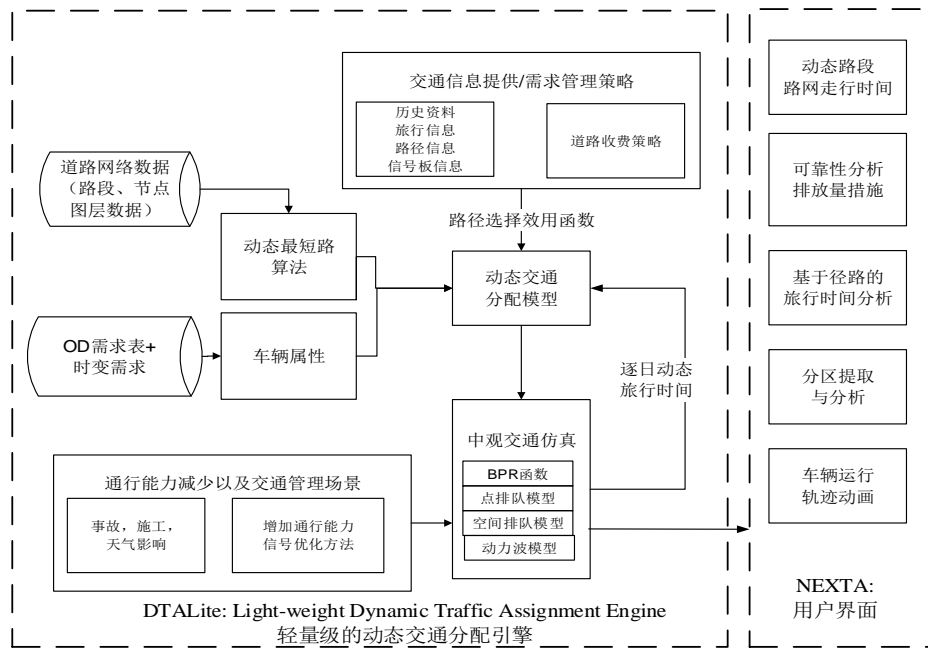 交通信息提供/需求管理策略
历史资料
旅行信息
路径信息
信号板信息
道路收费策略
道路网络数据
（路段、节点
图层数据）
动态最短路
算法
路径选择效用函数
动态交通
分配模型
OD需求表+
时变需求
车辆属性
逐日动态
旅行时间
中观交通仿真
BPR函数
点排队模型
空间排队模型
动力波模型
通行能力减少以及交通管理场景
事故，施工，
天气影响
增加通行能力
信号优化方法
DTALite: Light-weight Dynamic Traffic Assignment Engine
轻量级的动态交通分配引擎
动态路段
路网走行时间
可靠性分析
排放量措施
基于径路的
旅行时间分析
分区提取
与分析
车辆运行
轨迹动画
NEXTA:
用户界面